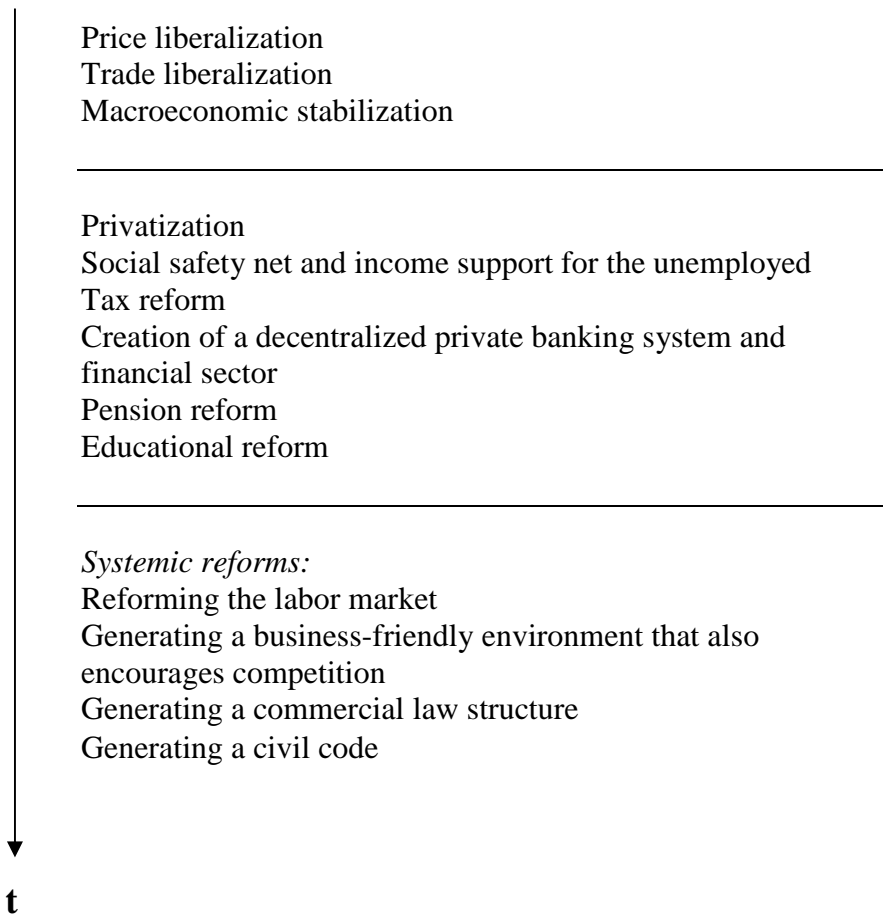 Price liberalization
Trade liberalization
Macroeconomic stabilization
Privatization
Social safety net and income support for the unemployed
Tax reform
Creation of a decentralized private banking system and
financial sector
Pension reform
Educational reform
Systemic reforms:
Reforming the labor market
Generating a business-friendly environment that also
encourages competition
Generating a commercial law structure
Generating a civil code
t